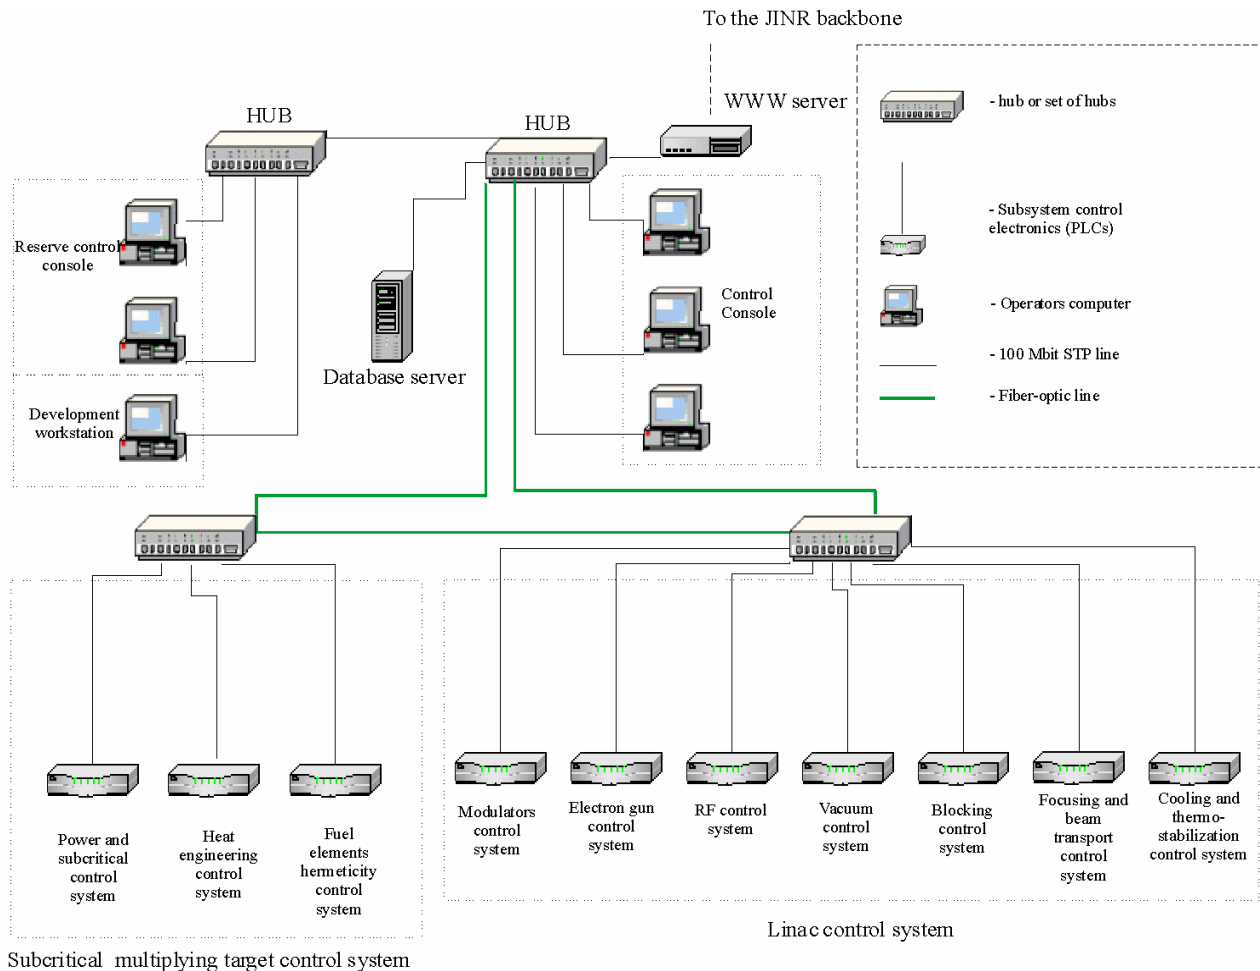 To the JINR backbone
WWW server
HUB
HUB
- hub or set of hubs
- Subsystem control
electronics (PLCs)
- Operators computer
- 100 Mbit STP line
- Fiber-optic line
Reserve control
console
Development
workstation
Database server
Control
Console
Power and
subcritical
control
system
Heat
engineering
control
system
Fuel
elements
hermeticity
control
system
Modulators
control
system
Electron gun
control
system
RF control
system
Vacuum
control
system
Blocking
control
system
Focusing and
beam
transport
control
system
Cooling and
thermo-
stabilization
control system
Linac control system
Subcritical multiplying target control system